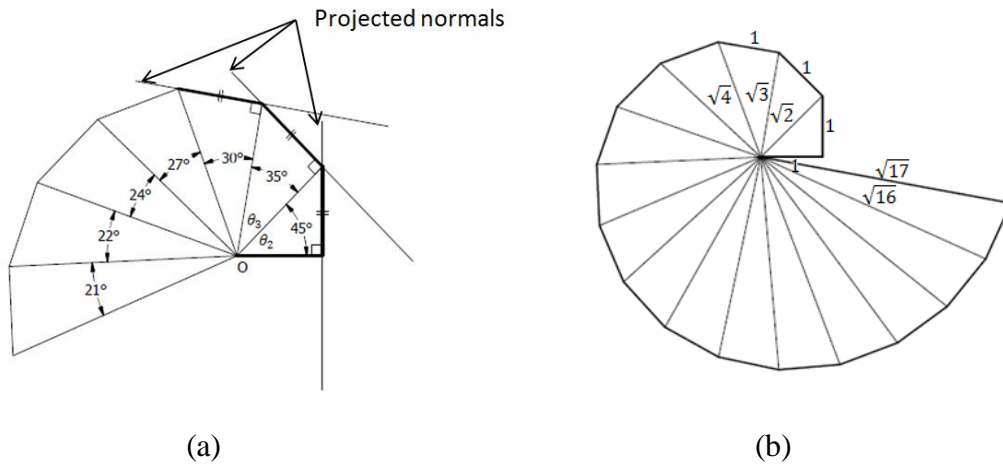 Projected normals
27°
30°
24°
35°
22°
θ₃
45°
θ₂
21°
O
1
1
√4
√3
√2
1
1
√17
√16
(a)
(b)